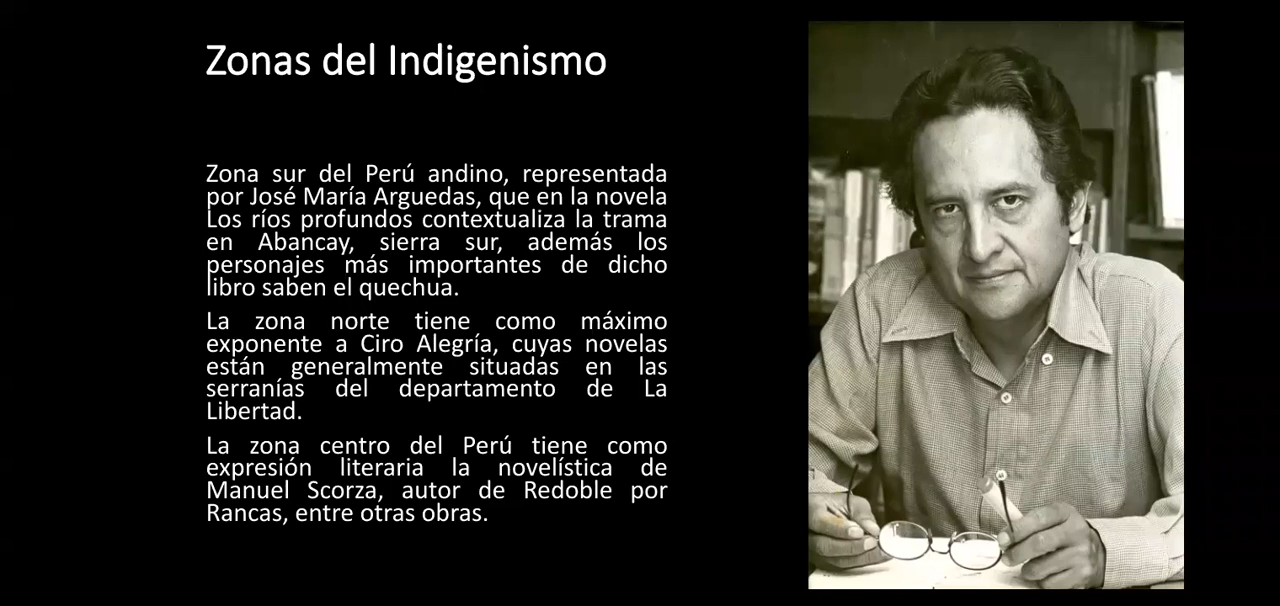 Zonas del Indigenismo
Zona sur del Perú andino, representada
por José María Arguedas, que en la novela
Los ríos profundos contextualiza la trama
en Abancay, sierra sur, además los
personajes más importantes de dicho
libro saben el quechua.
La zona norte tiene como máximo
exponente a Ciro Alegría, cuyas novelas
están generalmente situadas en las
serranías del departamento de La
Libertad.
La zona centro del Perú tiene como
expresión literaria la novelística de
Manuel Scorza, autor de Redoble por
Rancas, entre otras obras.